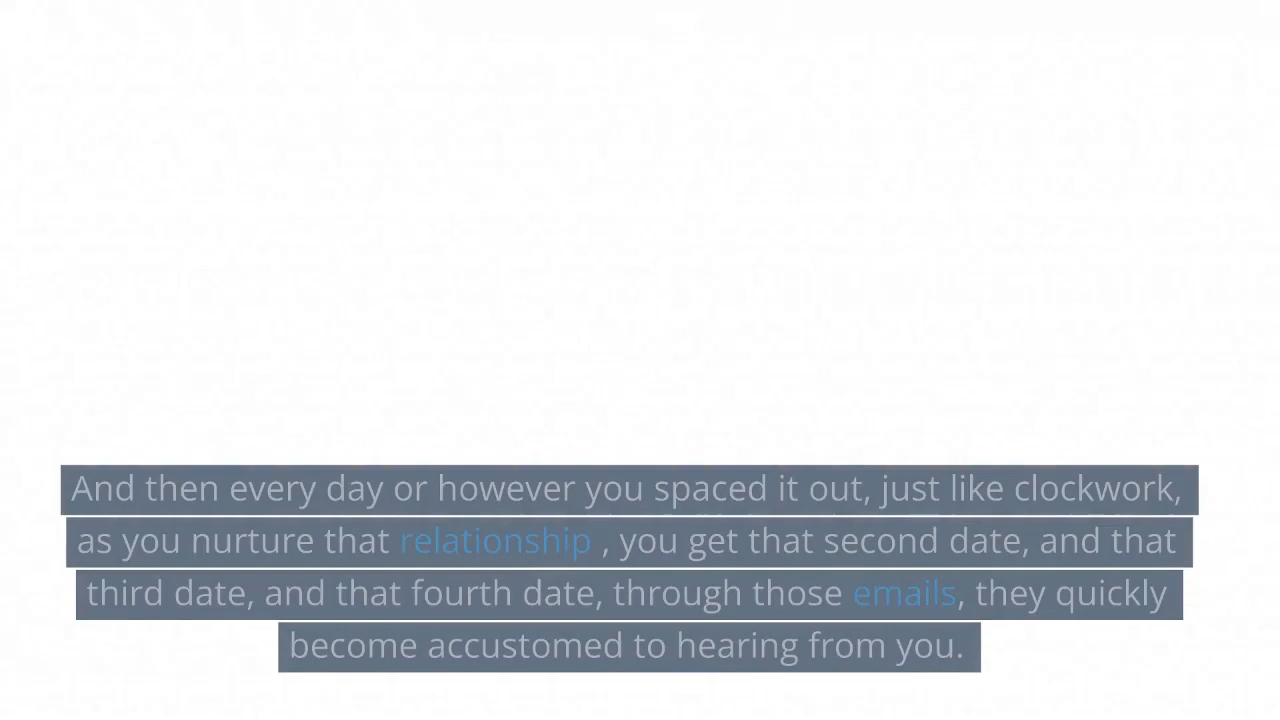 And then every day or however you spaced it out, just like clockwork,
as you nurture that relationship , you get that second date, and that
third date, and that fourth date, through those emails, they quickly
become accustomed to hearing from you.